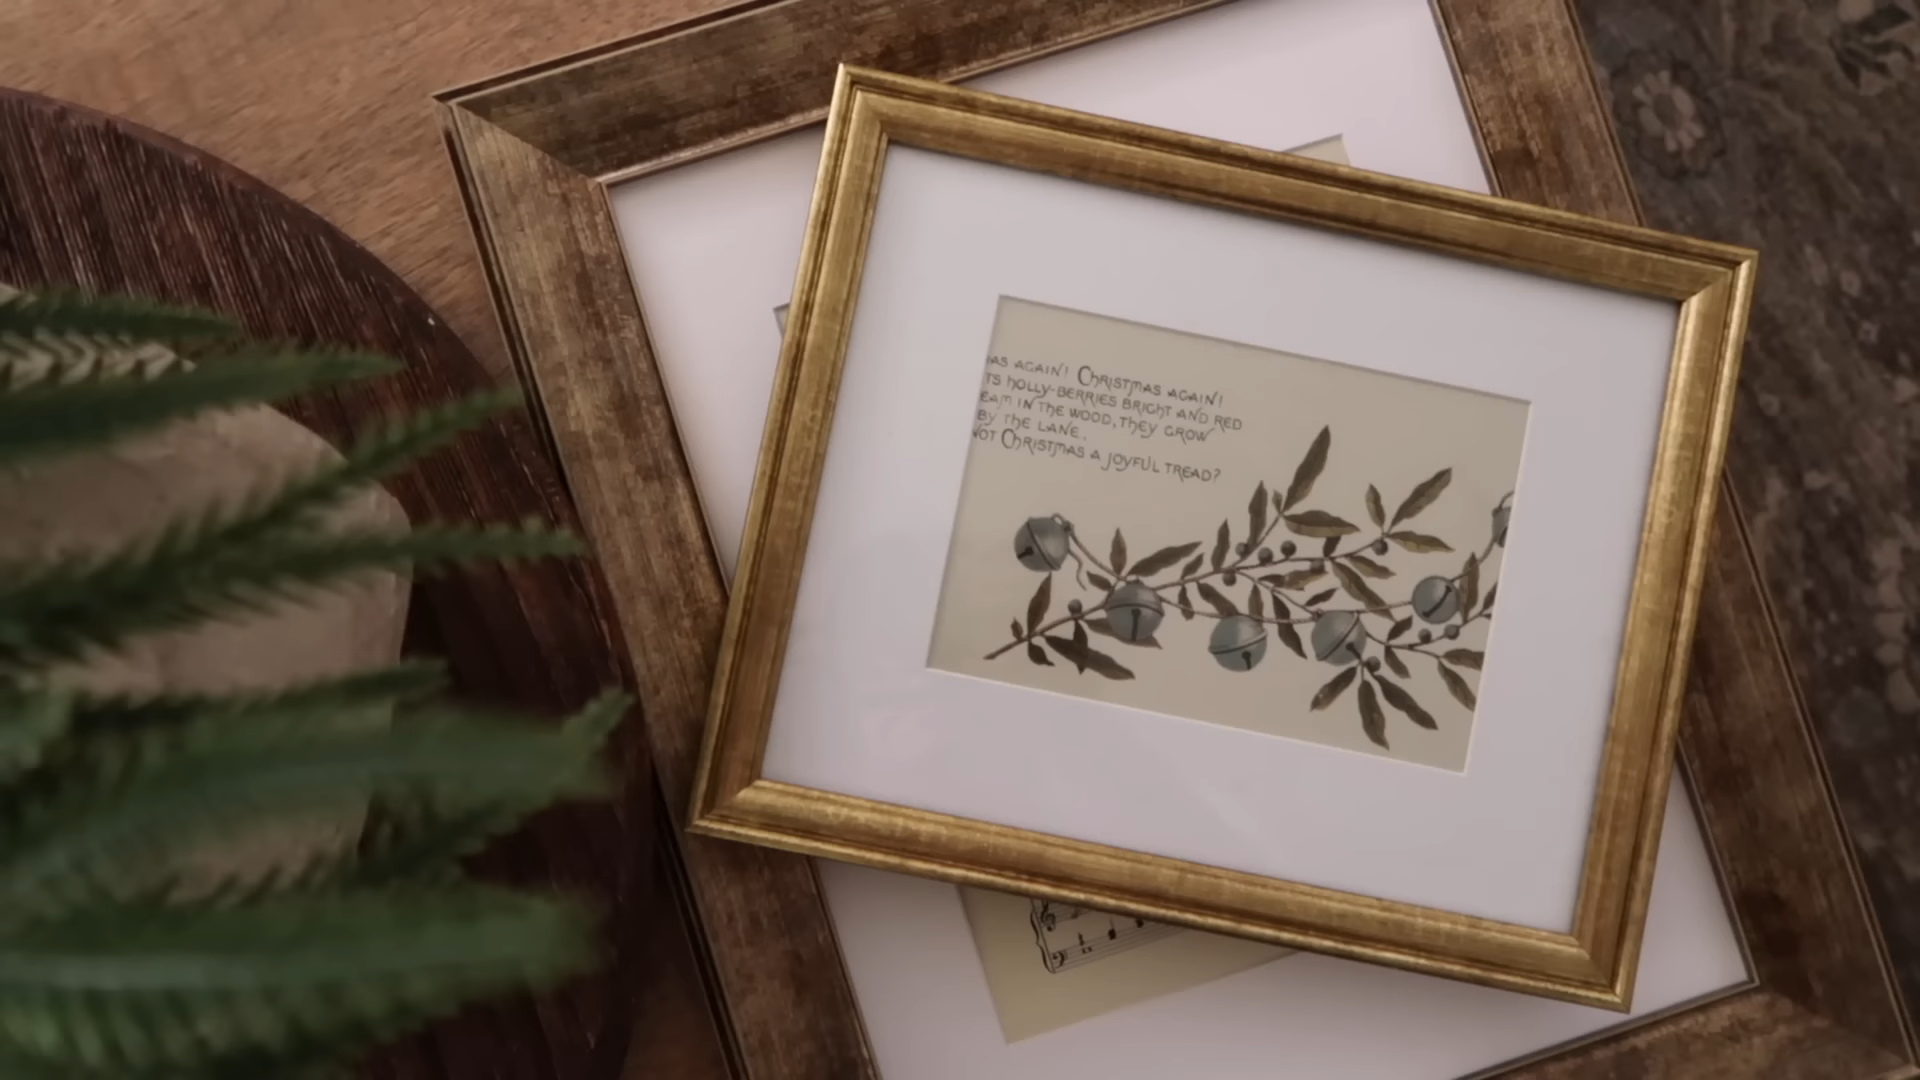 AS AGAIN! CHRISTMAS AGAIN!
TS HOLLY-BERRIES BRIGHT AND RED
EAM IN THE WOOD, THEY GROW
BY THE LANE.
NOT CHRISTMAS A JOYFUL TREAD?